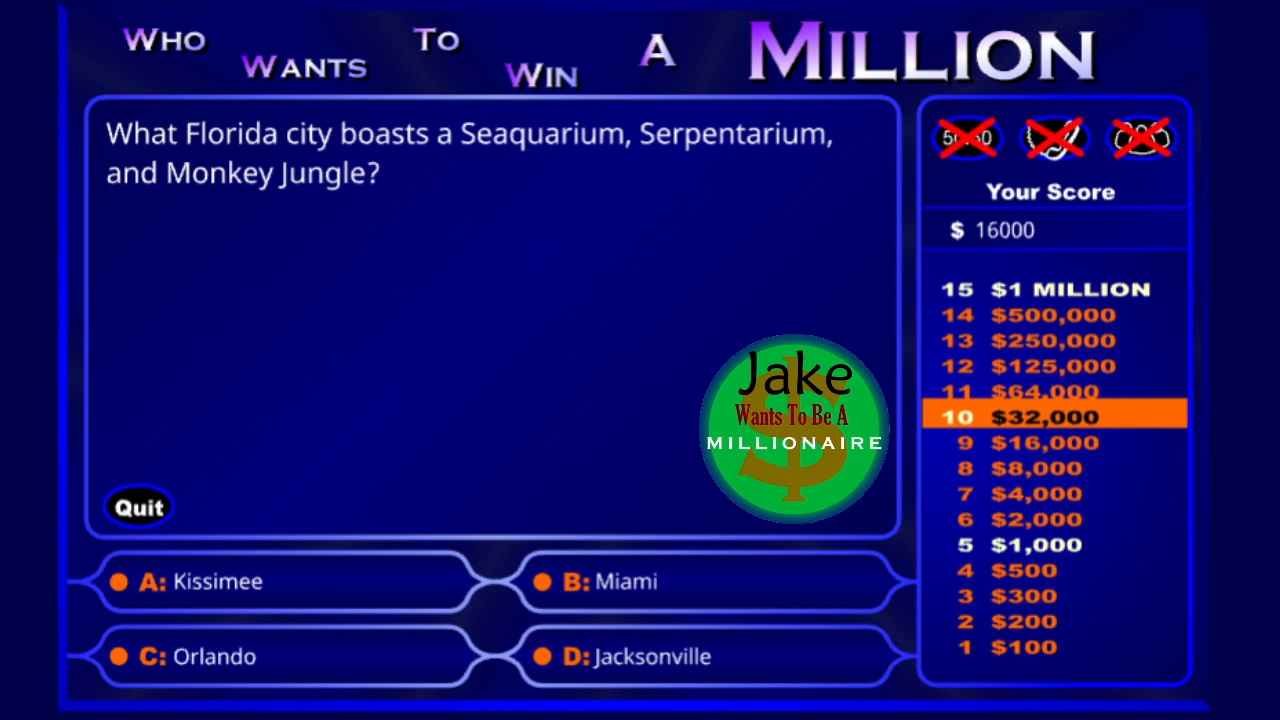 Who Wants To Win A Million
What Florida city boasts a Seaquarium, Serpentarium,
and Monkey Jungle?
Jake
Wants To Be A
MILLIONAIRE
Quit
A: Kissimee
B: Miami
C: Orlando
D: Jacksonville
Your Score
$ 16000
15 $1 MILLION
14 $500,000
13 $250,000
12 $125,000
11 $64,000
10 $32,000
9 $16,000
8 $8,000
7 $4,000
6 $2,000
5 $1,000
4 $500
3 $300
2 $200
1 $100